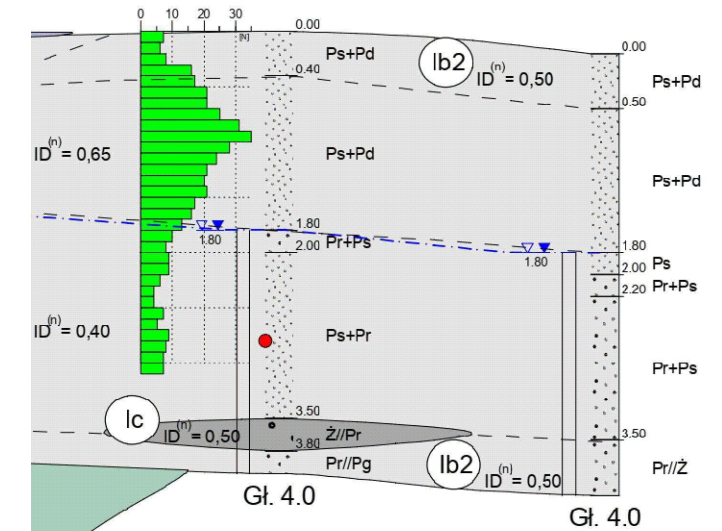 0 10 20 30
[N]
0.00
Ps+Pd
0.40
Ib2
ID(n) = 0,50
0.00
Ps+Pd
0.50
ID(n) = 0,65
Ps+Pd
Ps+Pd
1.80
1.80
Pr+Ps
2.00
1.80
1.80
Ps
2.00
Pr+Ps
2.20
ID(n) = 0,40
Ps+Pr
Pr+Ps
3.50
Ic
ID(n) = 0,50
Ż//Pr
3.80
3.50
Pr//Pg
Ib2
ID(n) = 0,50
Pr//Ż
Gł. 4.0
Gł. 4.0